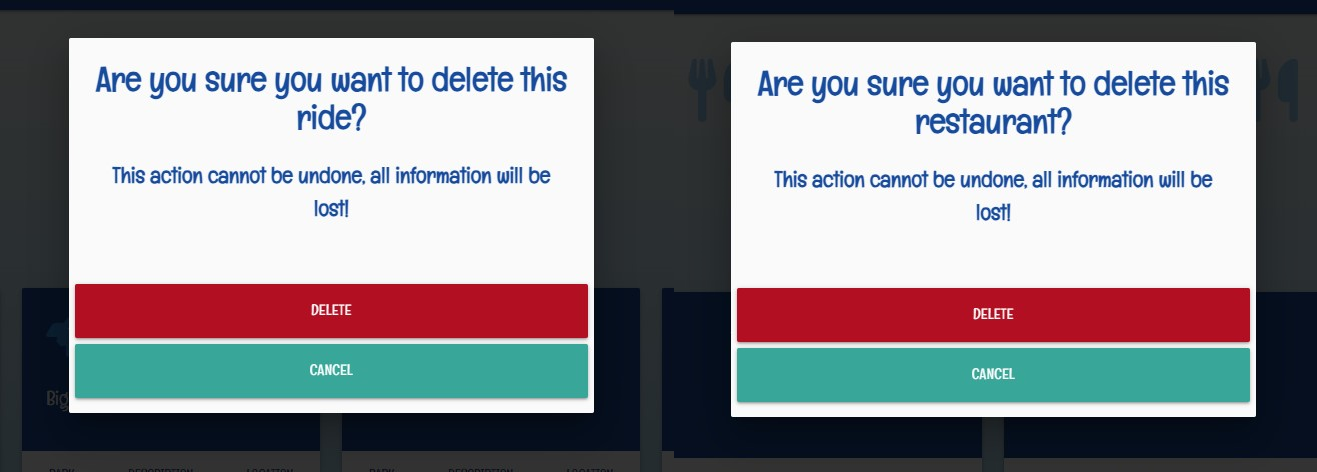 Are you sure you want to delete this
ride?
This action cannot be undone, all information will be
lost!
DELETE
CANCEL
Big
Are you sure you want to delete this
restaurant?
This action cannot be undone, all information will be
lost!
DELETE
CANCEL